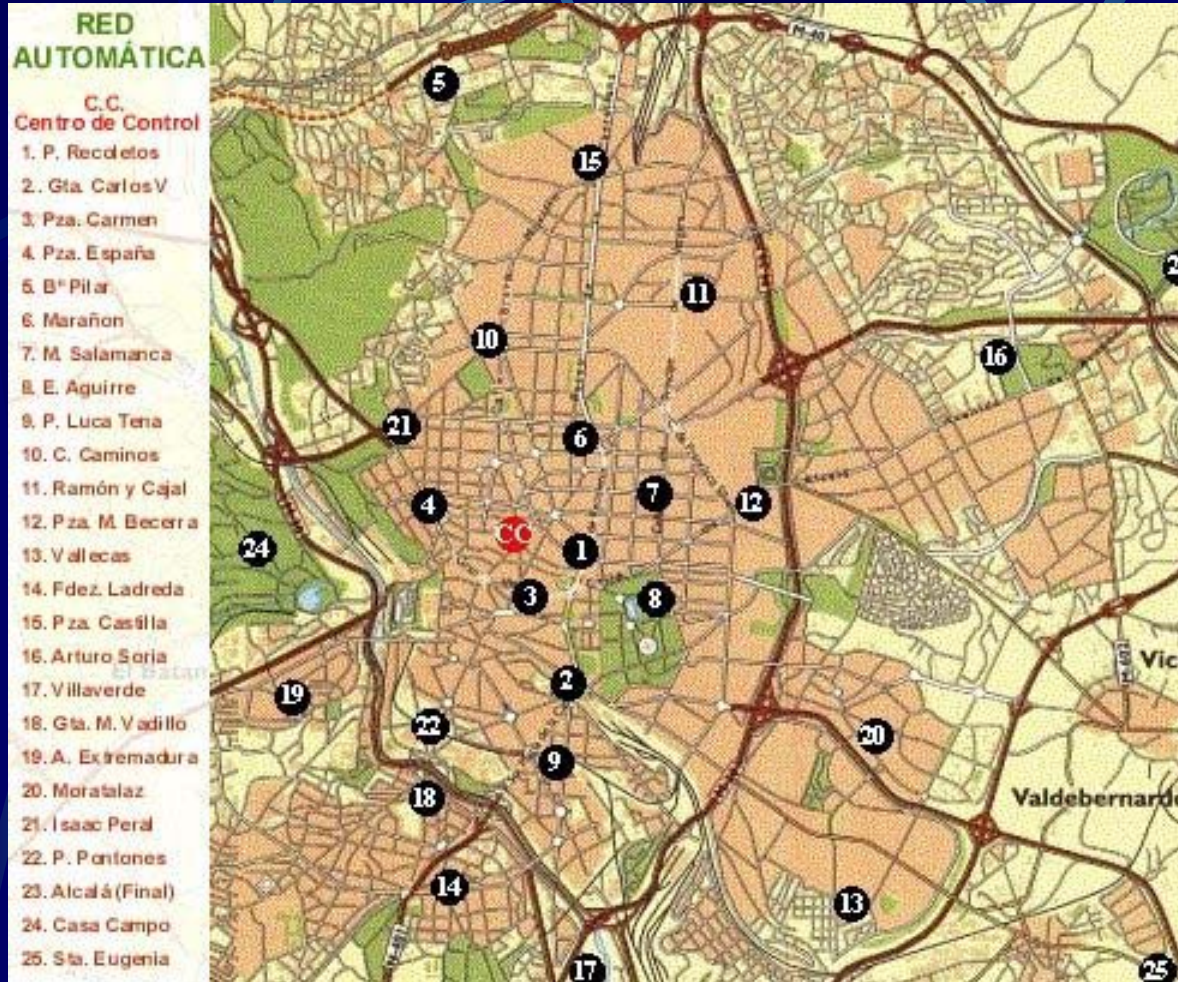 RED
AUTOMÁTICA
C.C.
Centro de Control
1. P. Recoletos
2. Gta. Carlos V
3. Pza. Carmen
4. Pza. España
5. Bº Pilar
6. Marañon
7. M. Salamanca
8. E. Aguirre
9. P. Luca Tena
10. C. Caminos
11. Ramón y Cajal
12. Pza. M. Becerra
13. Vallecas
14. Fdez. Ladreda
15. Pza. Castilla
16. Arturo Soria
17. Villaverde
18. Gta. M. Vadillo
19. A. Extremadura
20. Moratalaz
21. Isaac Peral
22. P. Pontones
23. Alcalá (Final)
24. Casa Campo
25. Sta. Eugenia
M-40
5
15
11
10
16
21
6
4
7
12
CC
24
1
3
8
2
19
22
20
9
18
Valdebernard
14
13
17
25